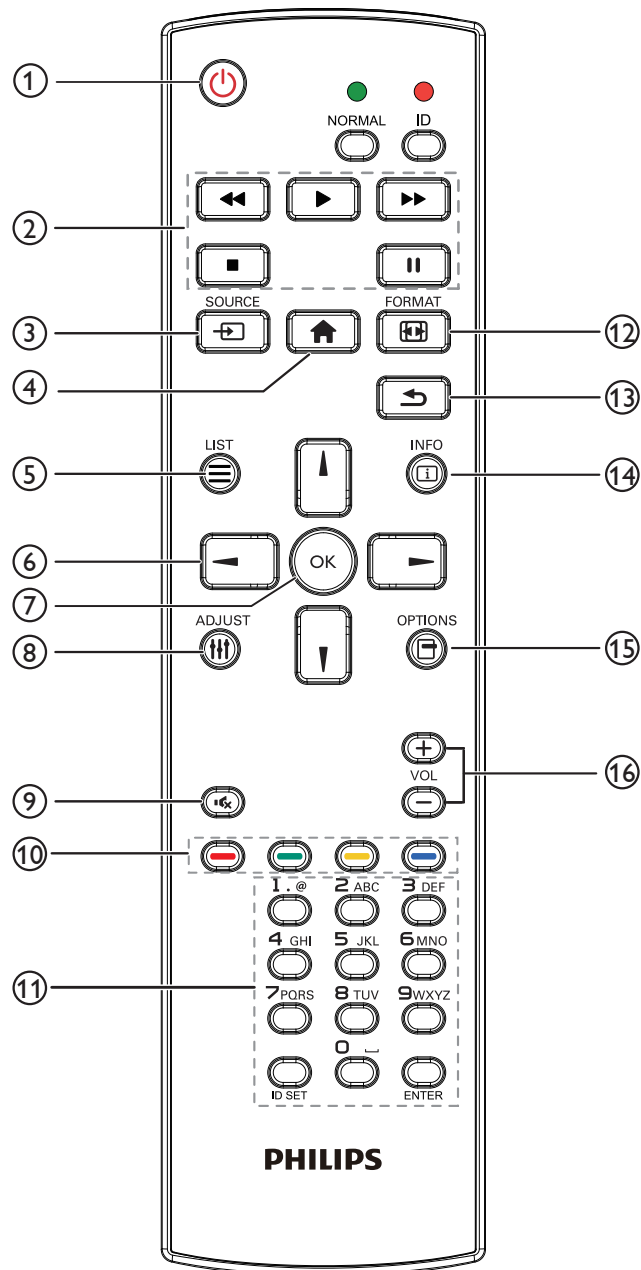 ①
NORMAL ID
②
SOURCE FORMAT
③ ⑫
④
⑬
LIST INFO
⑤ i ⑭
⑥ OK
⑦
ADJUST OPTIONS
⑧ ⑮
VOL ⑯
⑨
⑩
1 . @ 2 ABC 3 DEF
4 GHI 5 JKL 6 MNO
⑪
7 PQRS 8 TUV 9 WXYZ
0 ⎵
ID SET ENTER
PHILIPS